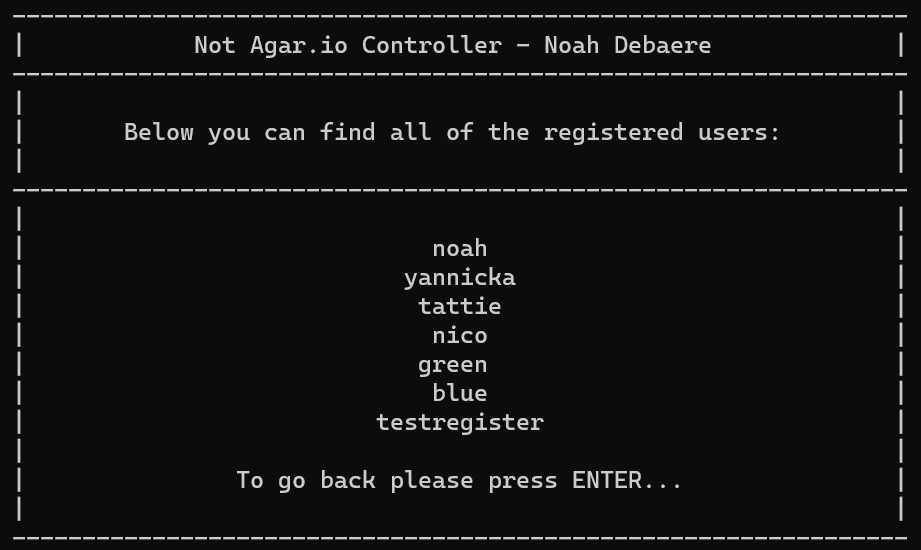 Not Agar.io Controller - Noah Debaere
Below you can find all of the registered users:
noah
yannicka
tattie
nico
green
blue
testregister
To go back please press ENTER...